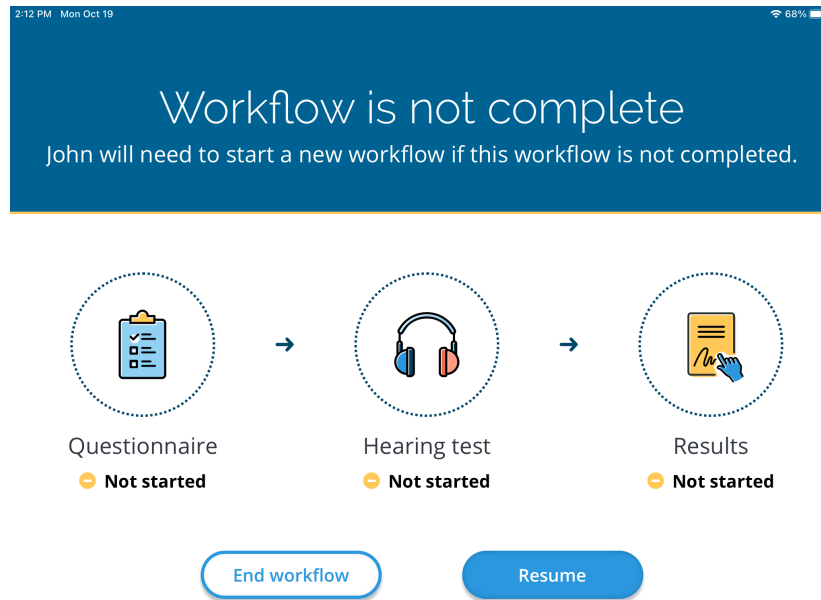 2:12 PM Mon Oct 19 68%
Workflow is not complete
John will need to start a new workflow if this workflow is not completed.
Questionnaire Hearing test Results
Not started Not started Not started
End workflow Resume